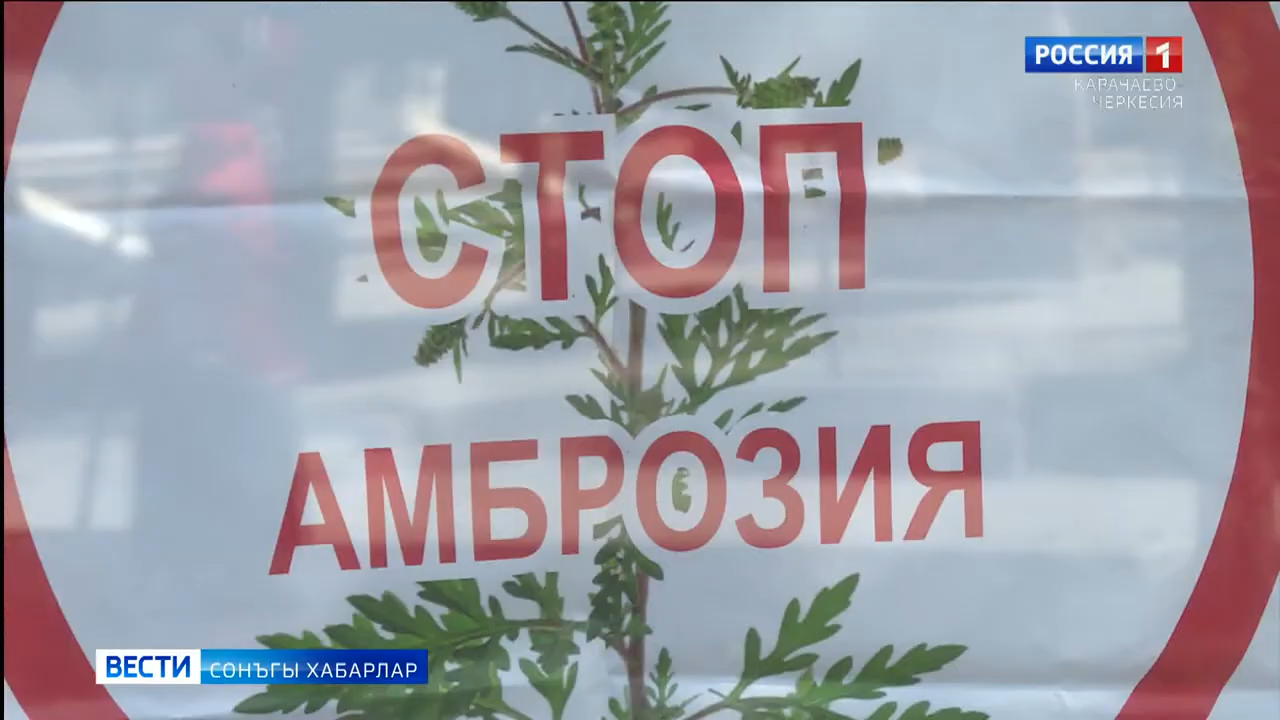 РОССИЯ 1
КАРАЧАЕВО
ЧЕРКЕСИЯ
СТОП
АМБРОЗИЯ
ВЕСТИ СОНЪГЫ ХАБАРЛАР